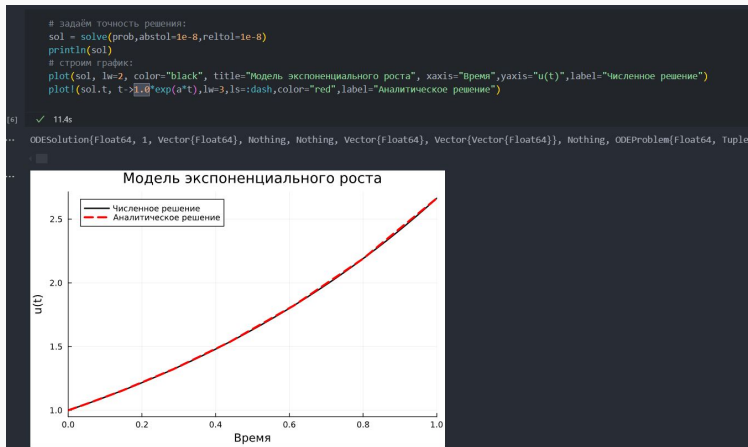 # задаём точность решения:
sol = solve(prob,abstol=1e-8,reltol=1e-8)
println(sol)
# строим график:
plot(sol, lw=2, color="black", title="Модель экспоненциального роста", xaxis="Время",yaxis="u(t)",label="Численное решение")
plot!(sol.t, t->1.0*exp(a*t),lw=3,ls=:dash,color="red",label="Аналитическое решение")
[6]
✓ 11.4s
... ODESolution{Float64, 1, Vector{Float64}, Nothing, Nothing, Vector{Float64}, Vector{Vector{Float64}}, Nothing, ODEProblem{Float64, Tuple
...
Модель экспоненциального роста
Численное решение
Аналитическое решение
2.5
2.0
1.5
1.0
u(t)
0.0 0.2 0.4 0.6 0.8 1.0
Время